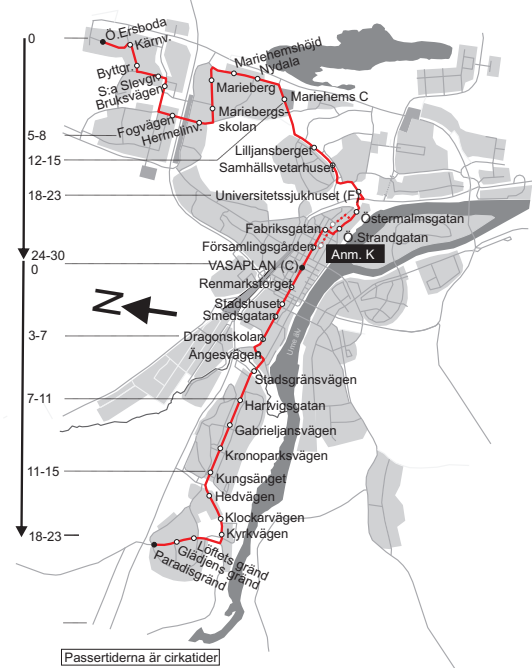 0
Ö.Ersboda
Kärnv.
Mariehemshöjd
Nydala
Byttgr.
S:a Slevgr.
Bruksvägen
Marieberg
Mariehems C
Mariebergs-
skolan
Fogvägen
Hermelinv.
5-8
Lilljansberget
12-15
Samhällsvetarhuset
18-23
Universitetssjukhuset (F)
Östermalmsgatan
Fabriksgatan
Ö.Strandgatan
Församlingsgården
Anm. K
24-30
0
VASAPLAN (C)
Renmarkstorget
N
Stadshuset
Smedsgatan
3-7
Dragonskolan
Ume älv
Ängesvägen
Stadsgränsvägen
7-11
Hartvigsgatan
Gabrieljansvägen
Kronoparksvägen
11-15
Kungsänget
Hedvägen
Klockarvägen
18-23
Kyrkvägen
Löftets gränd
Glädjens gränd
Paradisgränd
Passertiderna är cirkatider